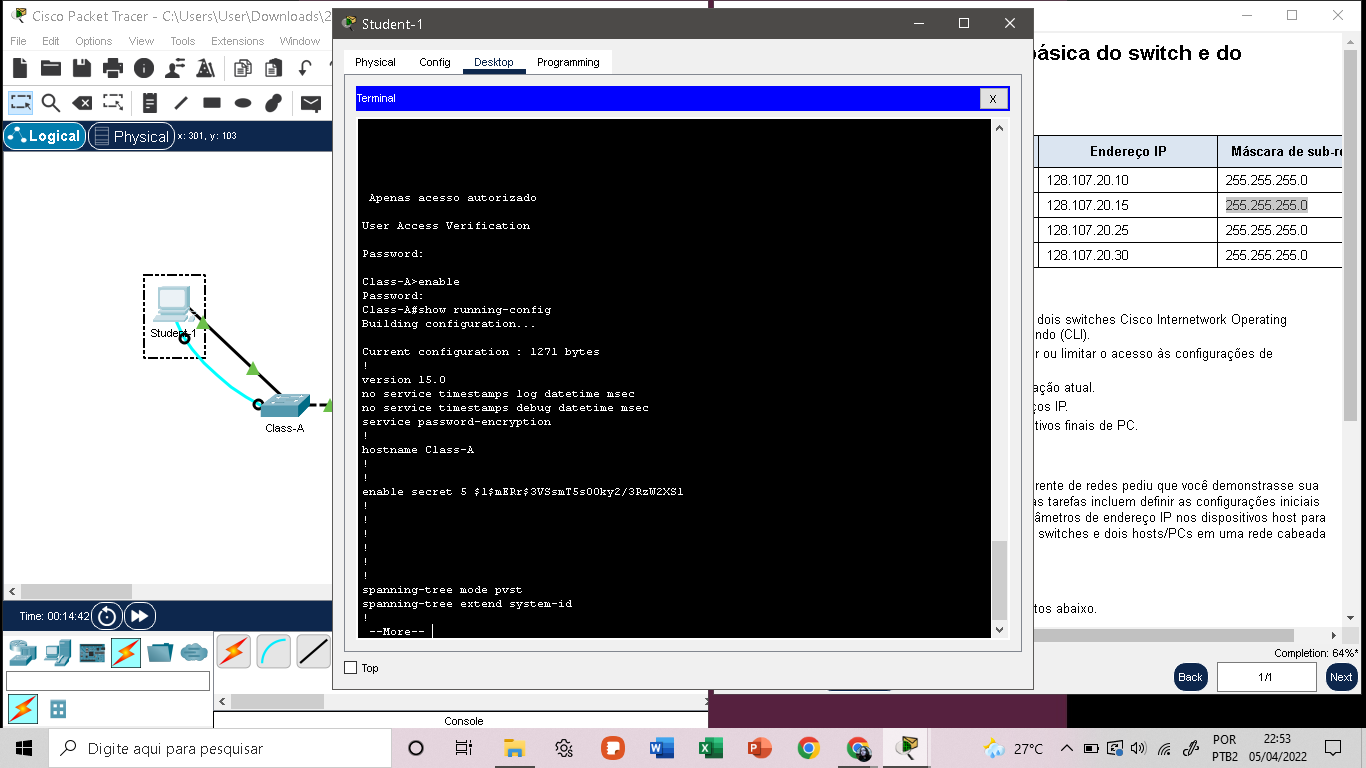 Cisco Packet Tracer - C:\Users\User\Downloads\2
File Edit Options View Tools Extensions Window
Logical
Physical
x: 301, y: 103
Student-1
Class-A
Time: 00:14:42
Console
Student-1
Physical Config Desktop Programming
Terminal
X
Apenas acesso autorizado
User Access Verification
Password:
Class-A>enable
Password:
Class-A#show running-config
Building configuration...
Current configuration : 1271 bytes
!
version 15.0
no service timestamps log datetime msec
no service timestamps debug datetime msec
service password-encryption
!
hostname Class-A
!
!
enable secret 5 $1$mERr$3VSsmT5sOOky2/3RzW2XS1
!
!
!
!
!
!
spanning-tree mode pvst
spanning-tree extend system-id
!
--More--
Top
básica do switch e do
Endereço IP Máscara de sub-r
128.107.20.10 255.255.255.0
128.107.20.15 255.255.255.0
128.107.20.25 255.255.255.0
128.107.20.30 255.255.255.0
dois switches Cisco Internetwork Operating
ndo (CLI).
r ou limitar o acesso às configurações de
ação atual.
ços IP.
itivos finais de PC.
rente de redes pediu que você demonstrasse sua
as tarefas incluem definir as configurações iniciais
âmetros de endereço IP nos dispositivos host para
switches e dois hosts/PCs em uma rede cabeada
tos abaixo.
Completion: 64%*
Back
1/1
Next
Digite aqui para pesquisar
27°C
POR
PTB2
22:53
05/04/2022